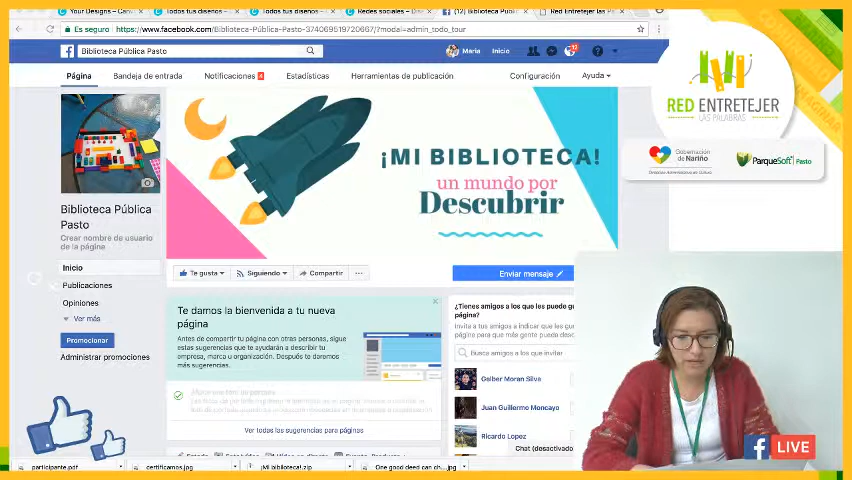 Your Designs – Canva
Todos tus diseños –
Todos tus diseños –
Redes sociales – De
(12) Biblioteca Públi
Red Entretejer las Pa
Es seguro
https://www.facebook.com/Biblioteca-Pública-Pasto-374069519720667/?modal=admin_todo_tour
Biblioteca Pública Pasto
Maria
Inicio
Página
Bandeja de entrada
Notificaciones 4
Estadísticas
Herramientas de publicación
Configuración
Ayuda
RED ENTRETEJER
LAS PALABRAS
Gobernación
de Nariño
ParqueSoft Pasto
¡MI BIBLIOTECA!
un mundo por
Descubrir
Biblioteca Pública
Pasto
Crear nombre de usuario
de la página
Inicio
Publicaciones
Opiniones
Ver más
Promocionar
Administrar promociones
Te gusta
Siguiendo
Compartir
Enviar mensaje
Te damos la bienvenida a tu nueva
página
Antes de compartir tu página con otras personas, sigue
estas sugerencias que te ayudarán a describir tu
empresa, marca u organización. Después te daremos
más sugerencias.
Ver todas las sugerencias para páginas
¿Tienes amigos a los que les puede g
página?
Invita a tus amigos a indicar que les gu
para que más gente pueda
Busca amigos a los que invitar
Gelber Moran Silva
Juan Guillermo Moncayo
Ricardo Lopez
Chat (desactivado
LIVE
participante.pdf
certificamos.jpg
¡Mi biblioteca!.zip
One good deed can ch....jpg